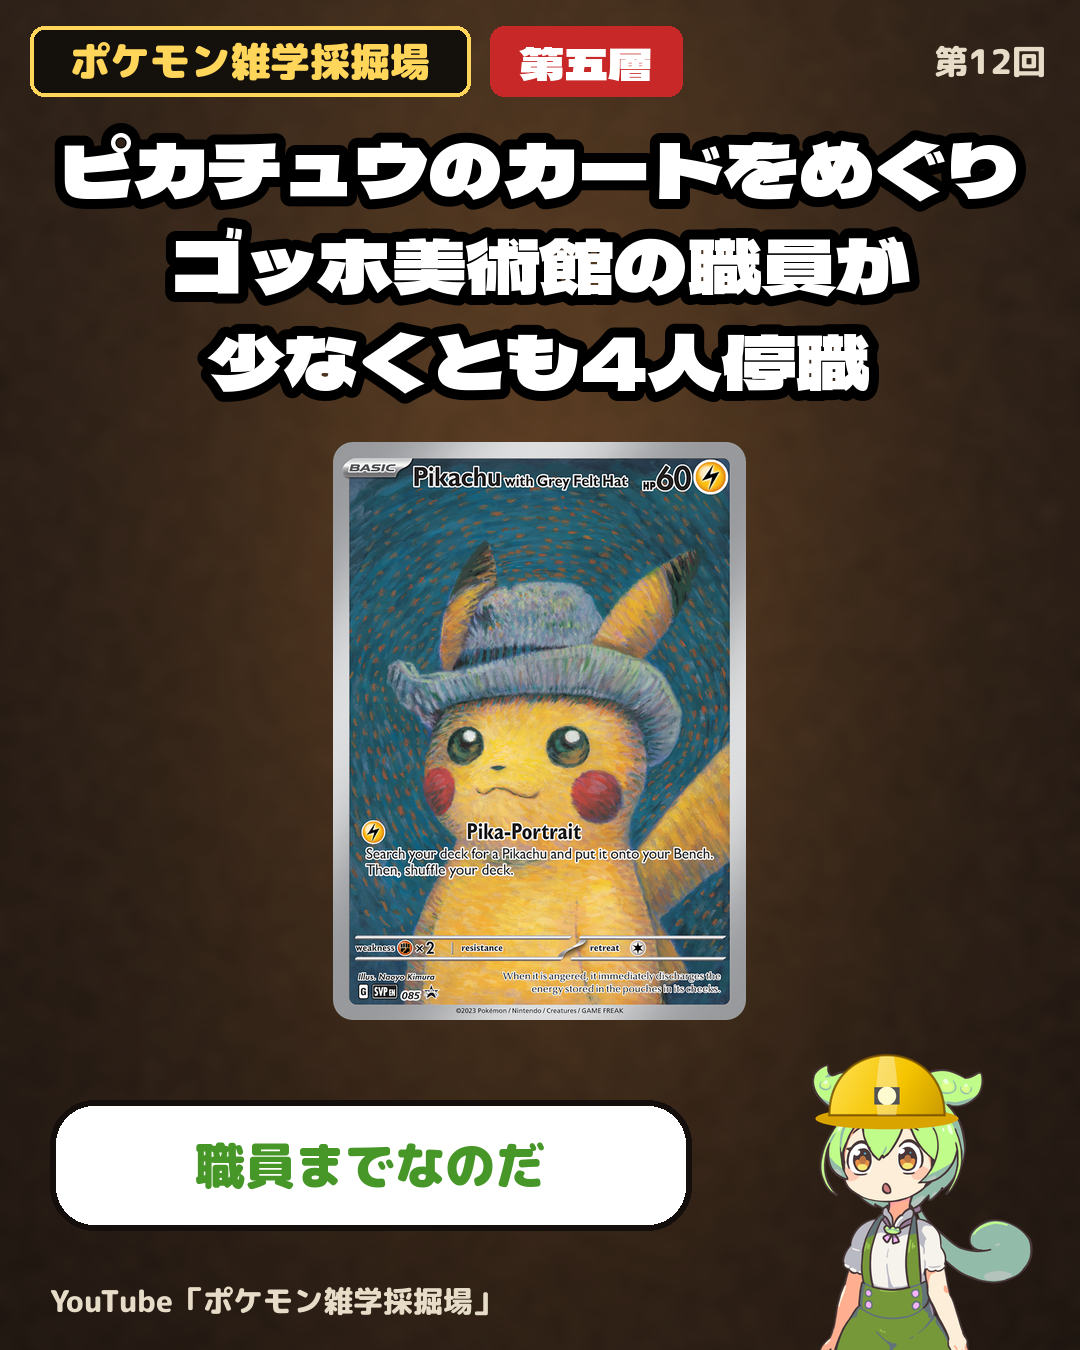 ポケモン雑学採掘場
第五層
第12回
ピカチュウのカードをめぐり
ゴッホ美術館の職員が
少なくとも4人停職
BASIC
Pikachu with Grey Felt Hat
HP60
Pika-Portrait
Search your deck for a Pikachu and put it onto your Bench.
Then, shuffle your deck.
weakness ×2 resistance retreat
Illus. Naoyo Kimura
When it is angered, it immediately discharges the
energy stored in the pouches in its cheeks.
G SVP EN 085
©2023 Pokémon / Nintendo / Creatures / GAME FREAK
職員までなのだ
YouTube「ポケモン雑学採掘場」